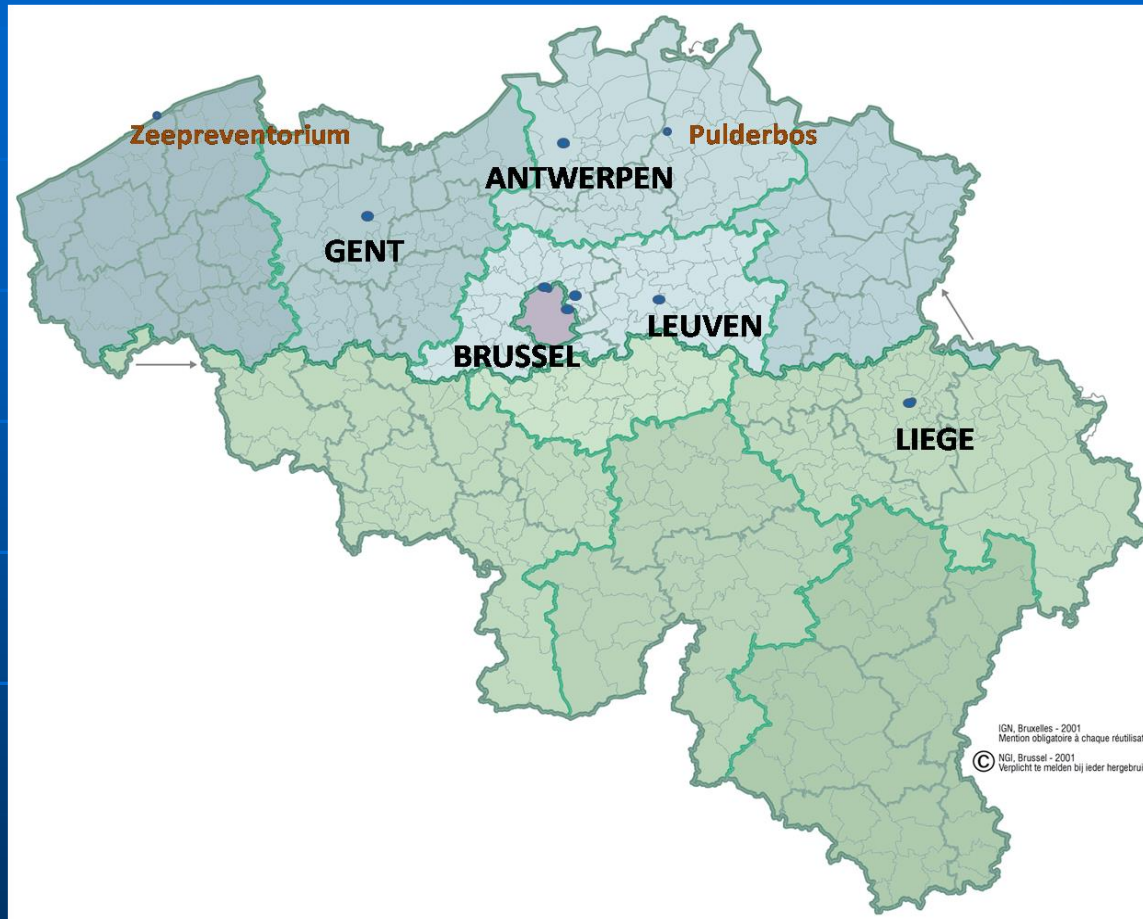 Zeepreventorium
Pulderbos
ANTWERPEN
GENT
LEUVEN
BRUSSEL
LIEGE
IGN, Bruxelles - 2001
Mention obligatoire à chaque réutilisat
© NGI, Brussel - 2001
Verplicht te melden bij ieder hergebrui